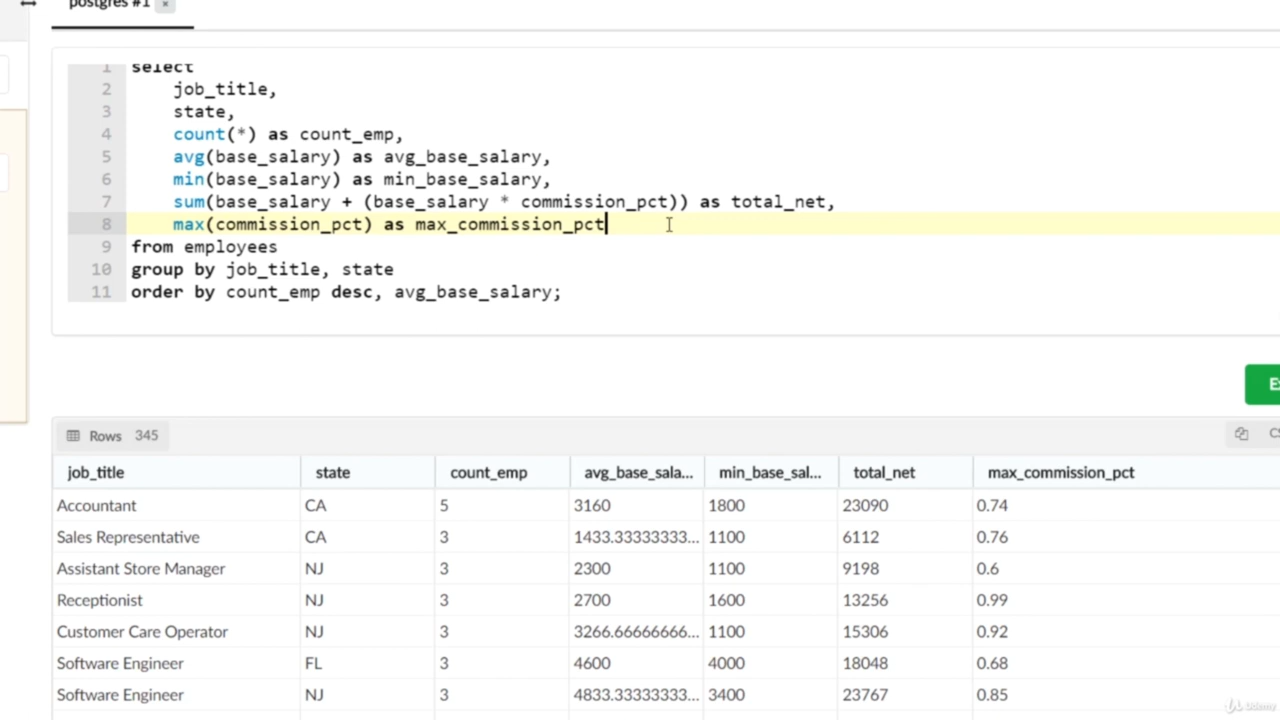 postgres #1 ×
1 select
2 job_title,
3 state,
4 count(*) as count_emp,
5 avg(base_salary) as avg_base_salary,
6 min(base_salary) as min_base_salary,
7 sum(base_salary + (base_salary * commission_pct)) as total_net,
8 max(commission_pct) as max_commission_pct
9 from employees
10 group by job_title, state
11 order by count_emp desc, avg_base_salary;
Rows 345
job_title state count_emp avg_base_sala... min_base_sal... total_net max_commission_pct
Accountant CA 5 3160 1800 23090 0.74
Sales Representative CA 3 1433.33333333... 1100 6112 0.76
Assistant Store Manager NJ 3 2300 1100 9198 0.6
Receptionist NJ 3 2700 1600 13256 0.99
Customer Care Operator NJ 3 3266.66666666... 1100 15306 0.92
Software Engineer FL 3 4600 4000 18048 0.68
Software Engineer NJ 3 4833.33333333... 3400 23767 0.85
Udemy